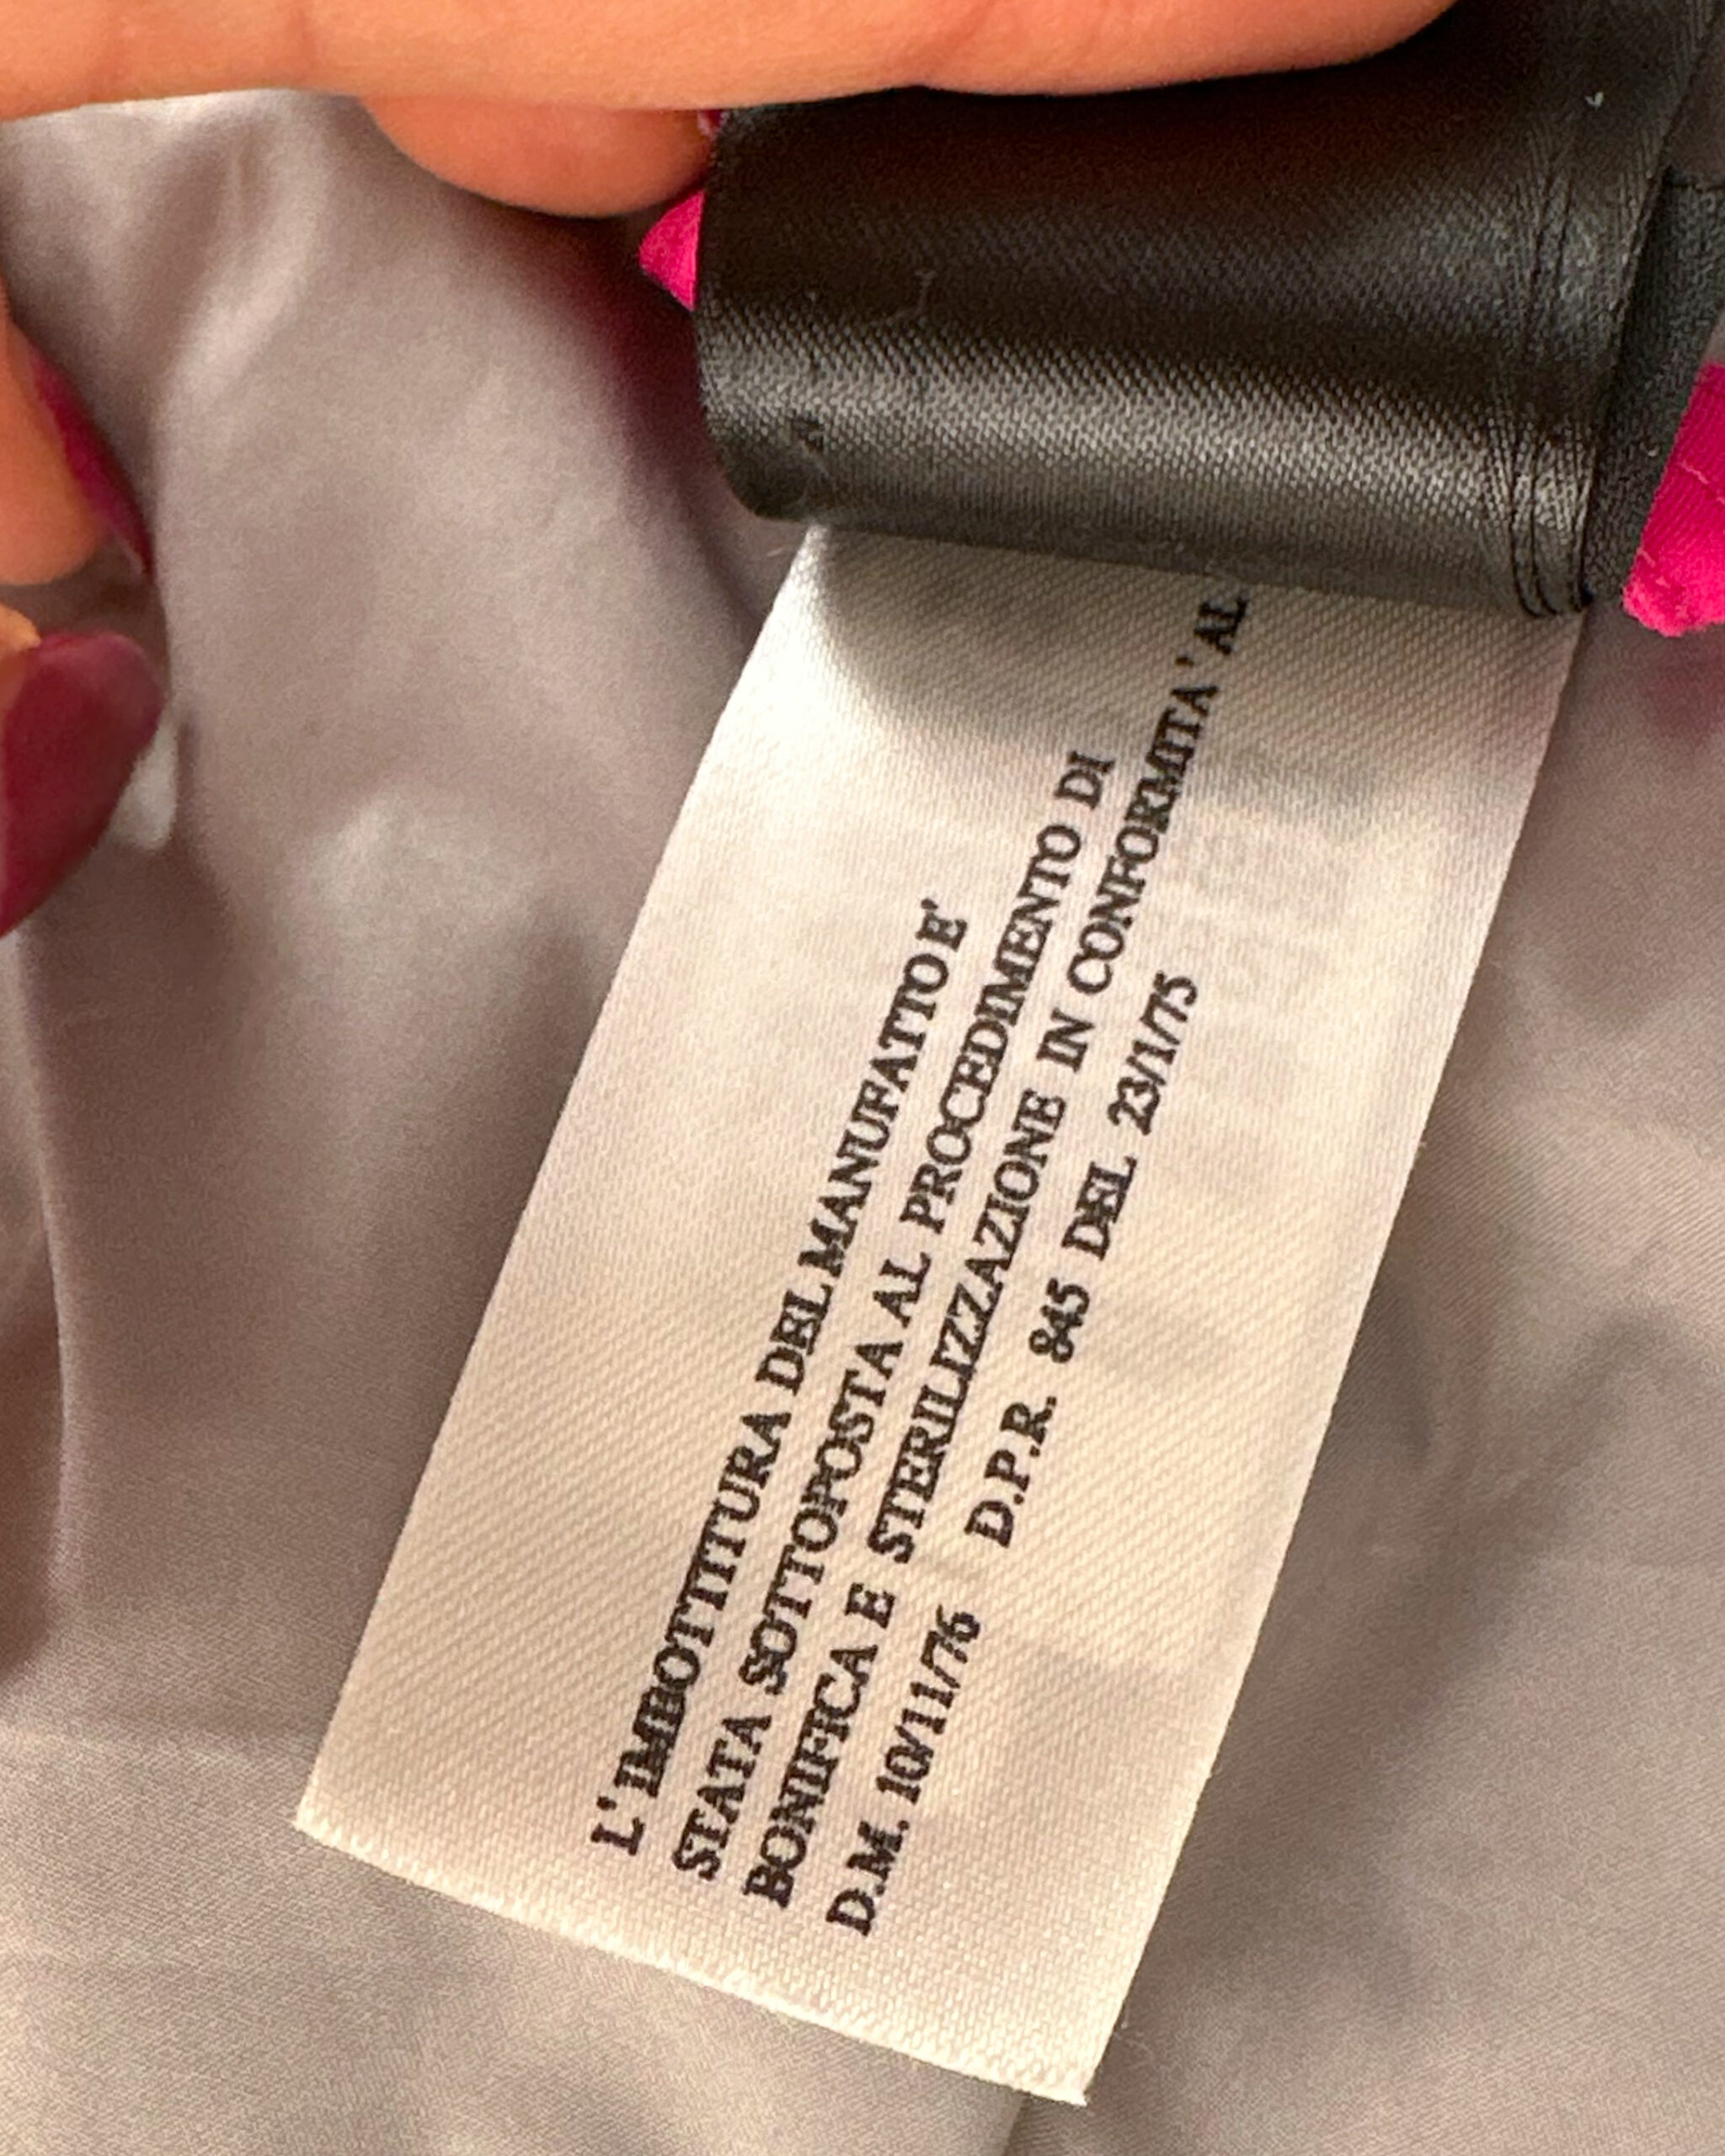 L'IMBOTTITURA DEL MANUFATTO E'
STATA SOTTOPOSTA AL PROCEDIMENTO DI
BONIFICA E STERILIZZAZIONE IN CONFORMITA' AL
D.M. 10/11/76 D.P.R. 845 DEL 23/1/75